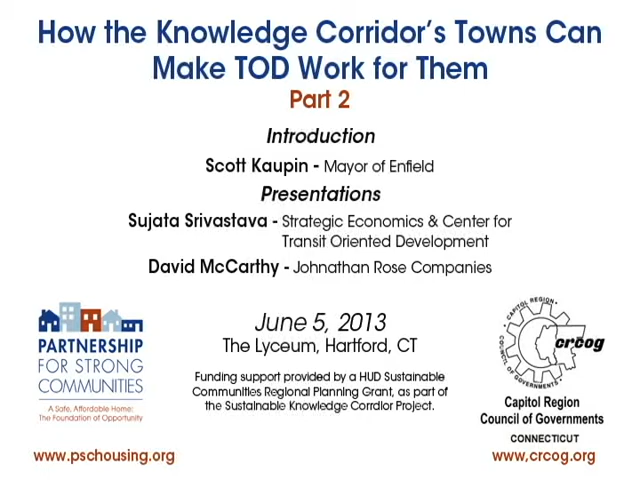 How the Knowledge Corridor's Towns Can
Make TOD Work for Them
Part 2
Introduction
Scott Kaupin - Mayor of Enfield
Presentations
Sujata Srivastava - Strategic Economics & Center for
Transit Oriented Development
David McCarthy - Johnathan Rose Companies
June 5, 2013
The Lyceum, Hartford, CT
Funding support provided by a HUD Sustainable
Communities Regional Planning Grant, as part of
the Sustainable Knowledge Corrdior Project.
PARTNERSHIP
FOR STRONG
COMMUNITIES
A Safe, Affordable Home:
The Foundation of Opportunity
www.pschousing.org
CAPITOL REGION
COUNCIL OF GOVERNMENTS
crcog
Capitol Region
Council of Governments
CONNECTICUT
www,crcog.org